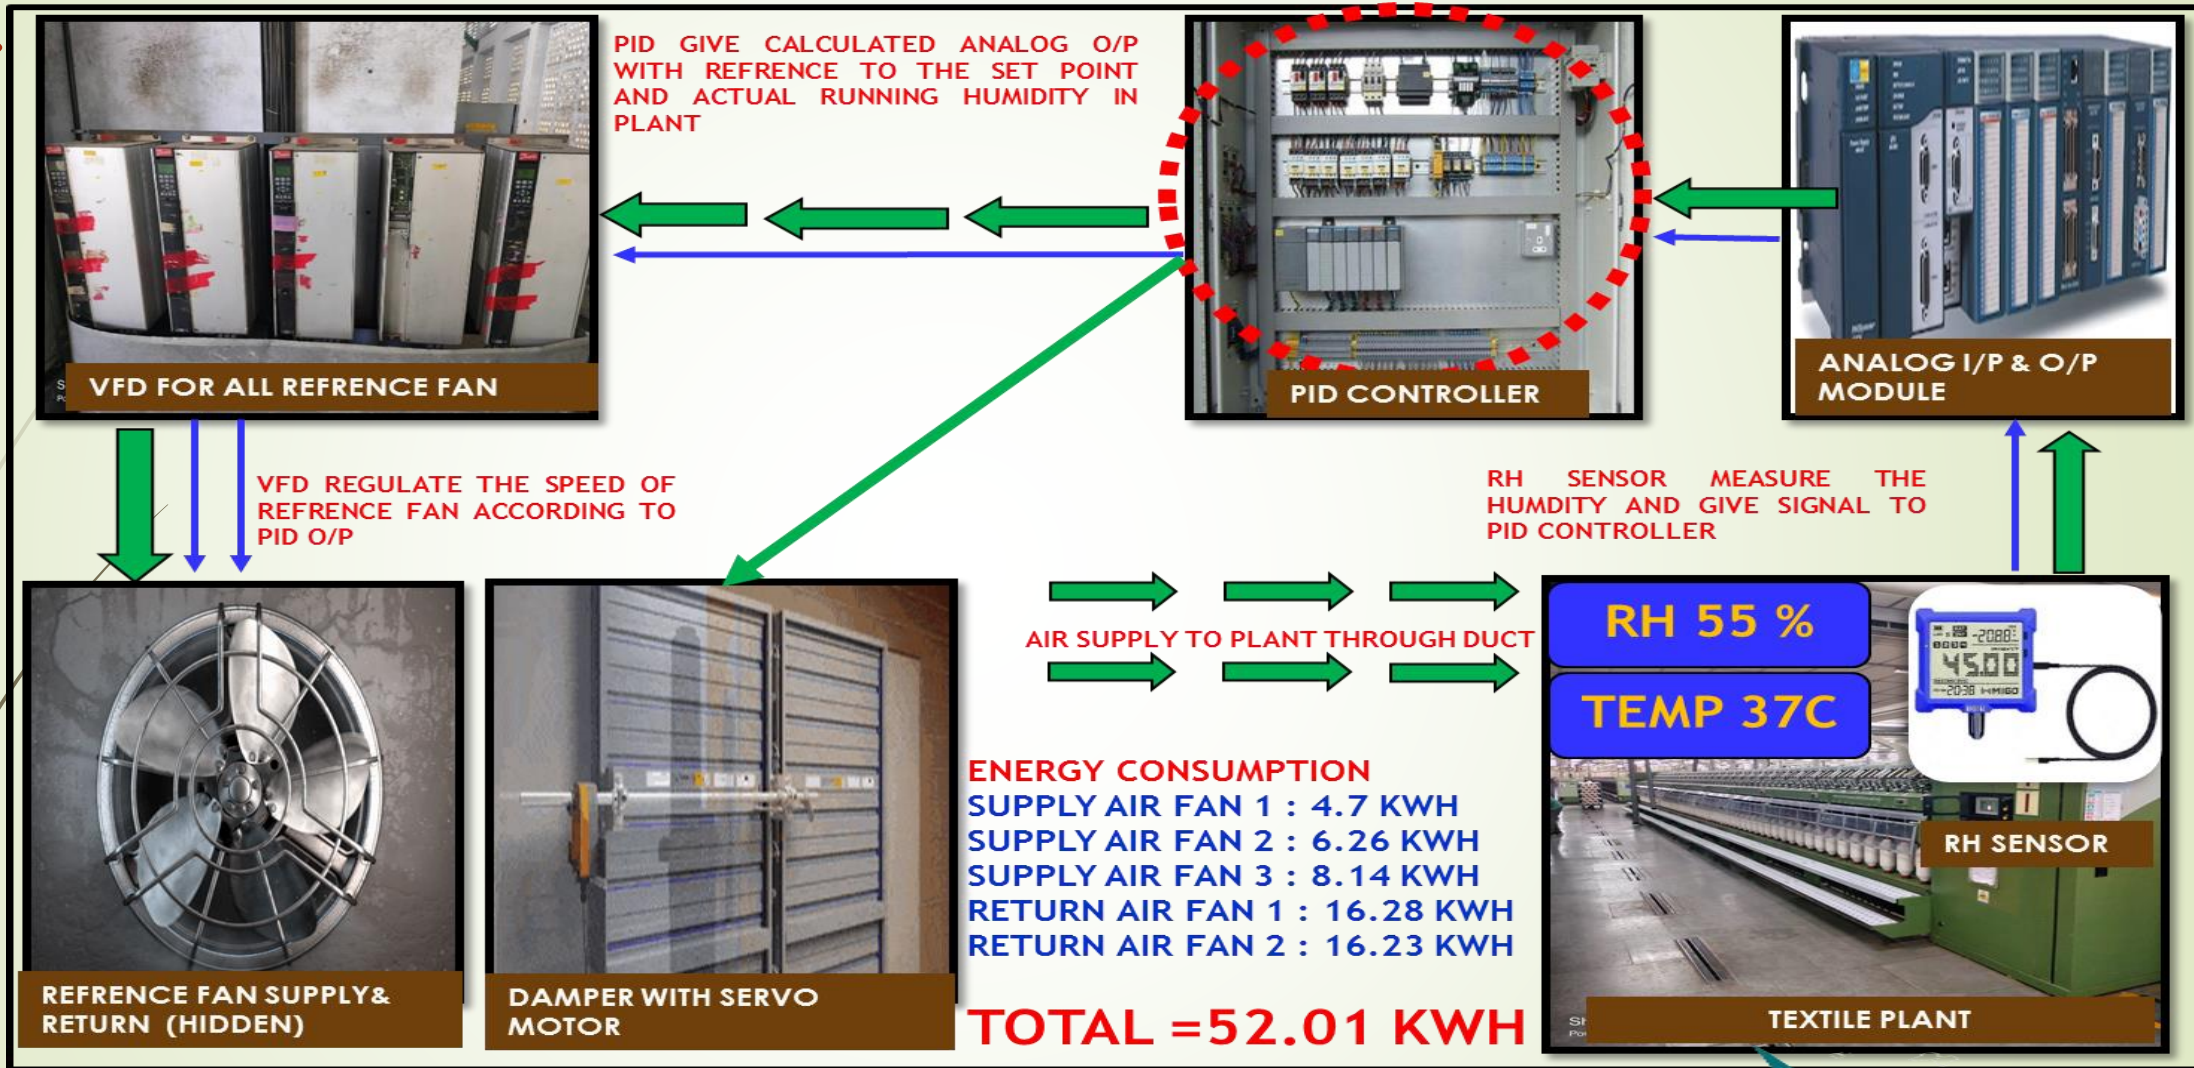 PID GIVE CALCULATED ANALOG O/P
WITH REFRENCE TO THE SET POINT
AND ACTUAL RUNNING HUMIDITY IN
PLANT
VFD FOR ALL REFRENCE FAN
PID CONTROLLER
ANALOG I/P & O/P
MODULE
VFD REGULATE THE SPEED OF
REFRENCE FAN ACCORDING TO
PID O/P
RH SENSOR MEASURE THE
HUMDITY AND GIVE SIGNAL TO
PID CONTROLLER
AIR SUPPLY TO PLANT THROUGH DUCT
RH 55 %
TEMP 37C
45.00
RH SENSOR
ENERGY CONSUMPTION
SUPPLY AIR FAN 1 : 4.7 KWH
SUPPLY AIR FAN 2 : 6.26 KWH
SUPPLY AIR FAN 3 : 8.14 KWH
RETURN AIR FAN 1 : 16.28 KWH
RETURN AIR FAN 2 : 16.23 KWH
TOTAL =52.01 KWH
REFRENCE FAN SUPPLY&
RETURN (HIDDEN)
DAMPER WITH SERVO
MOTOR
TEXTILE PLANT